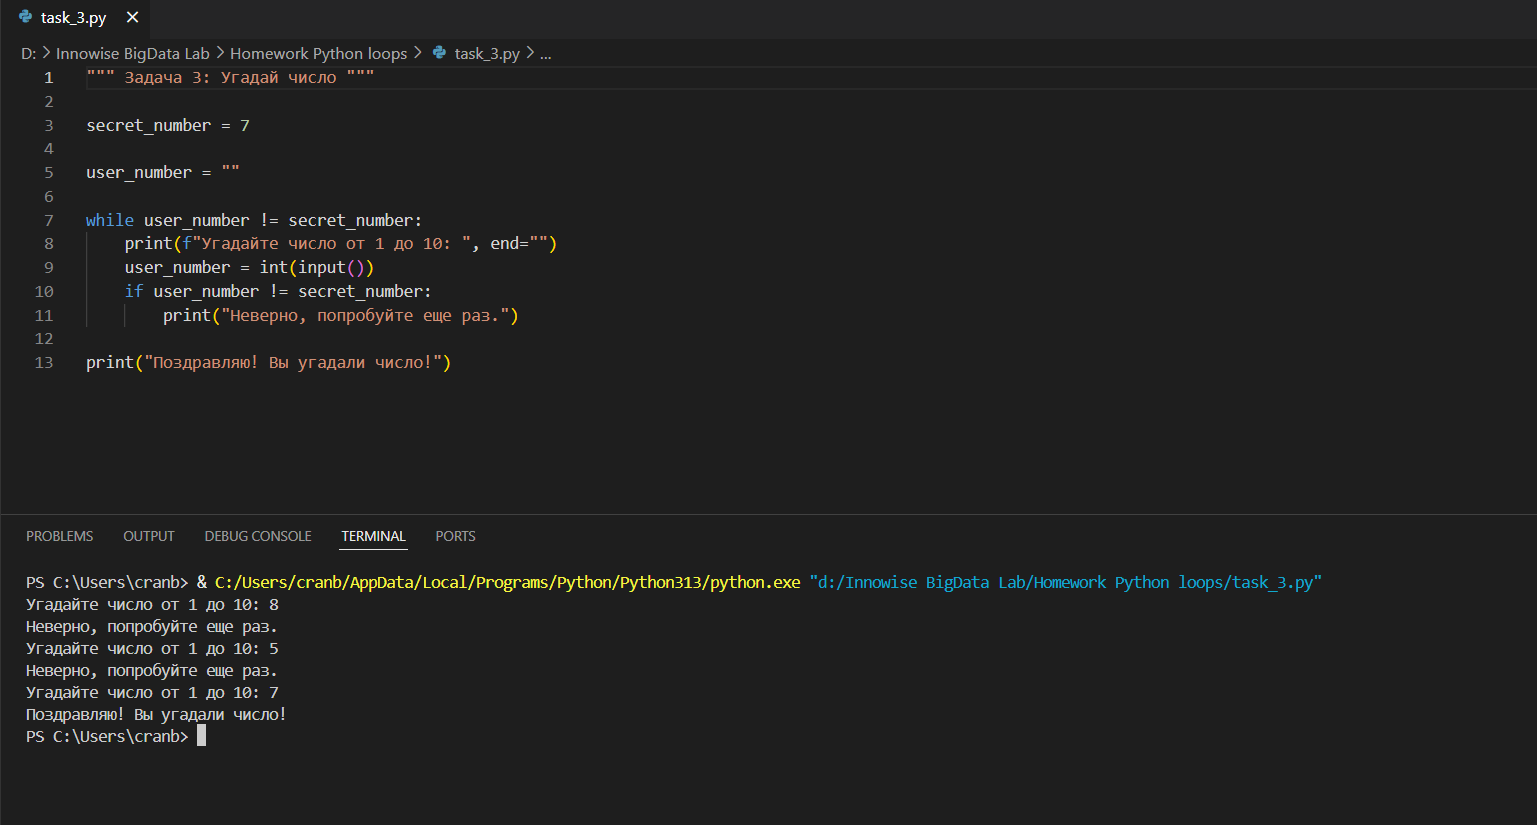 task_3.py
D: > Innowise BigData Lab > Homework Python loops > task_3.py > ...
1 """ Задача 3: Угадай число """
2
3 secret_number = 7
4
5 user_number = ""
6
7 while user_number != secret_number:
8     print(f"Угадайте число от 1 до 10: ", end="")
9     user_number = int(input())
10     if user_number != secret_number:
11         print("Неверно, попробуйте еще раз.")
12
13 print("Поздравляю! Вы угадали число!")
PROBLEMS OUTPUT DEBUG CONSOLE TERMINAL PORTS
PS C:\Users\cranb> & C:/Users/cranb/AppData/Local/Programs/Python/Python313/python.exe "d:/Innowise BigData Lab/Homework Python loops/task_3.py"
Угадайте число от 1 до 10: 8
Неверно, попробуйте еще раз.
Угадайте число от 1 до 10: 5
Неверно, попробуйте еще раз.
Угадайте число от 1 до 10: 7
Поздравляю! Вы угадали число!
PS C:\Users\cranb>